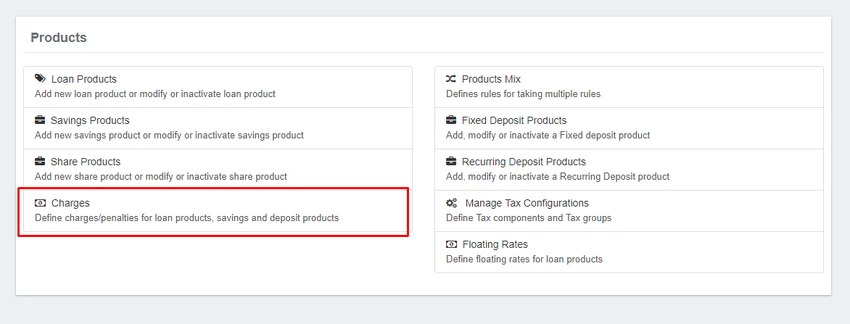 Products
Loan Products
Add new loan product or modify or inactivate loan product
Savings Products
Add new savings product or modify or inactivate savings product
Share Products
Add new share product or modify or inactivate share product
Charges
Define charges/penalties for loan products, savings and deposit products
Products Mix
Defines rules for taking multiple rules
Fixed Deposit Products
Add, modify or inactivate a Fixed deposit product
Recurring Deposit Products
Add, modify or inactivate a Recurring Deposit product
Manage Tax Configurations
Define Tax components and Tax groups
Floating Rates
Define floating rates for loan products